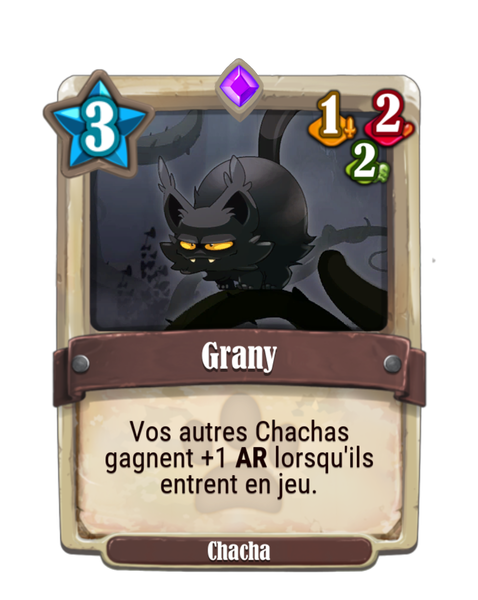 3
1
2
2
Grany
Vos autres Chachas
gagnent +1 AR lorsqu'ils
entrent en jeu.
Chacha